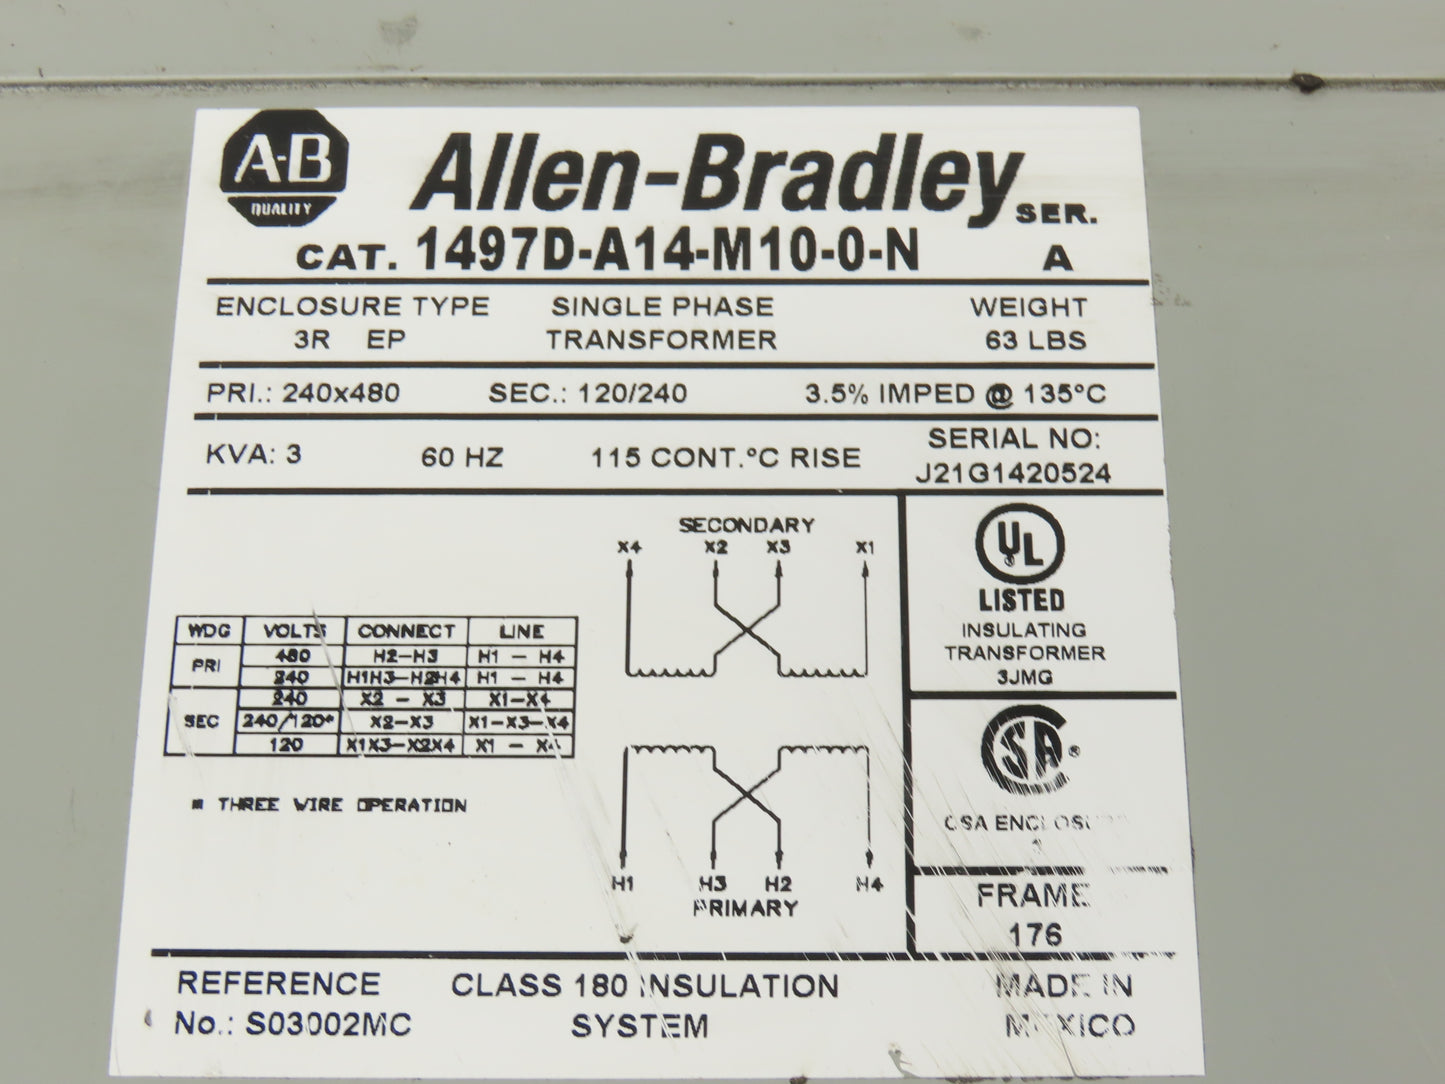 A-B
QUALITY
Allen-Bradley
SER.
CAT. 1497D-A14-M10-0-N A
ENCLOSURE TYPE SINGLE PHASE WEIGHT
3R EP TRANSFORMER 63 LBS
PRI.: 240x480 SEC.: 120/240 3.5% IMPED @ 135°C
KVA: 3 60 HZ 115 CONT.°C RISE
SERIAL NO:
J21G1420524
SECONDARY
X4 X2 X3 X1
WDG VOLTS CONNECT LINE
PRI
480 H2-H3 H1 - H4
240 H1H3-H2H4 H1 - H4
SEC
240 X2 - X3 X1-X4
240/120* X2-X3 X1-X3-X4
120 X1X3-X2X4 X1 - X4
* THREE WIRE OPERATION
H1 H3 H2 H4
PRIMARY
UL
LISTED
INSULATING
TRANSFORMER
3JMG
CSA
®
CSA ENCLOSURE
FRAME
176
REFERENCE CLASS 180 INSULATION MADE IN
No.: S03002MC SYSTEM MEXICO